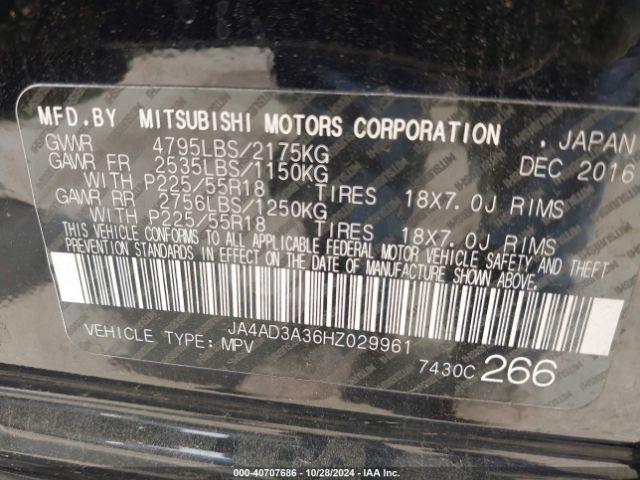 MFD.BY MITSUBISHI MOTORS CORPORATION , JAPAN
GVWR 4795LBS/2175KG DEC 2016
GAWR FR 2535LBS/1150KG
WITH P225/55R18 TIRES 18X7.0J RIMS
GAWR RR 2756LBS/1250KG
WITH P225/55R18 TIRES 18X7.0J RIMS
THIS VEHICLE CONFORMS TO ALL APPLICABLE FEDERAL MOTOR VEHICLE SAFETY AND THEFT
PREVENTION STANDARDS IN EFFECT ON THE DATE OF MANUFACTURE SHOWN ABOVE.
JA4AD3A36HZ029961
VEHICLE TYPE: MPV
7430C 266
000-40707686 - 10/28/2024 - IAA Inc.